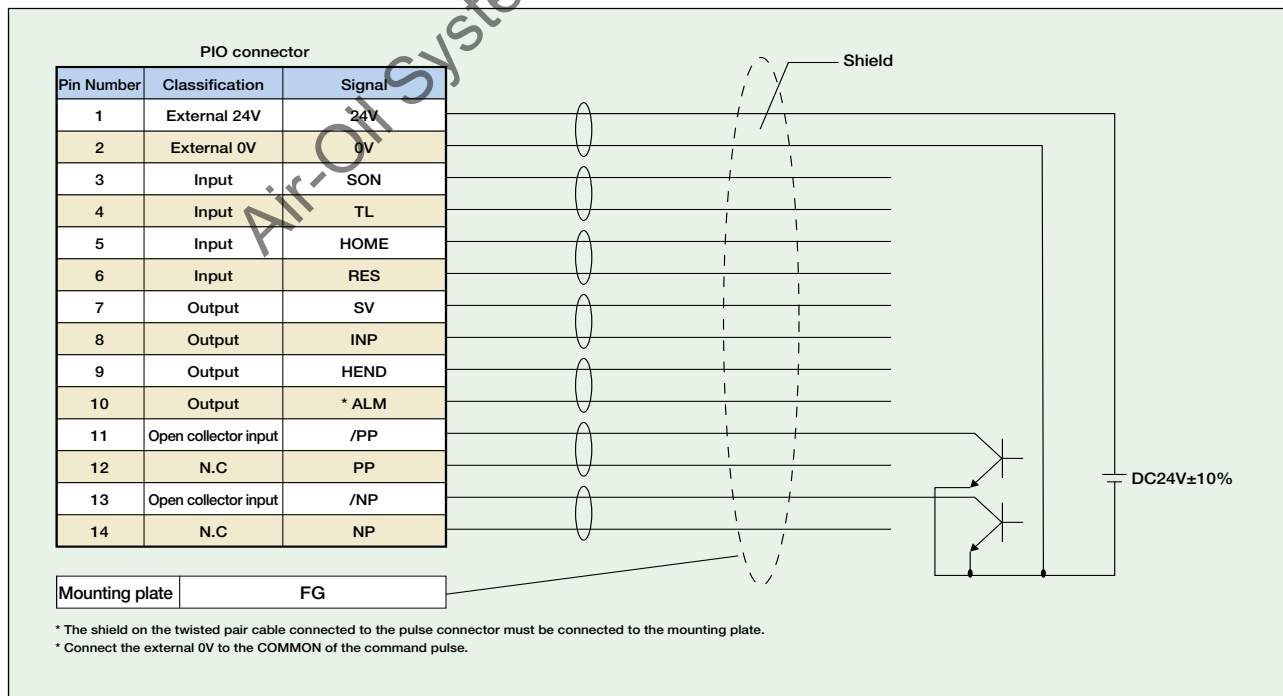 PIO connector
Shield
Pin Number Classification Signal
1 External 24V 24V
2 External 0V 0V
3 Input SON
4 Input TL
5 Input HOME
6 Input RES
7 Output SV
8 Output INP
9 Output HEND
10 Output * ALM
11 Open collector input /PP
12 N.C PP
13 Open collector input /NP
14 N.C NP
DC24V±10%
Mounting plate FG
* The shield on the twisted pair cable connected to the pulse connector must be connected to the mounting plate.
* Connect the external 0V to the COMMON of the command pulse.
Air-Oil